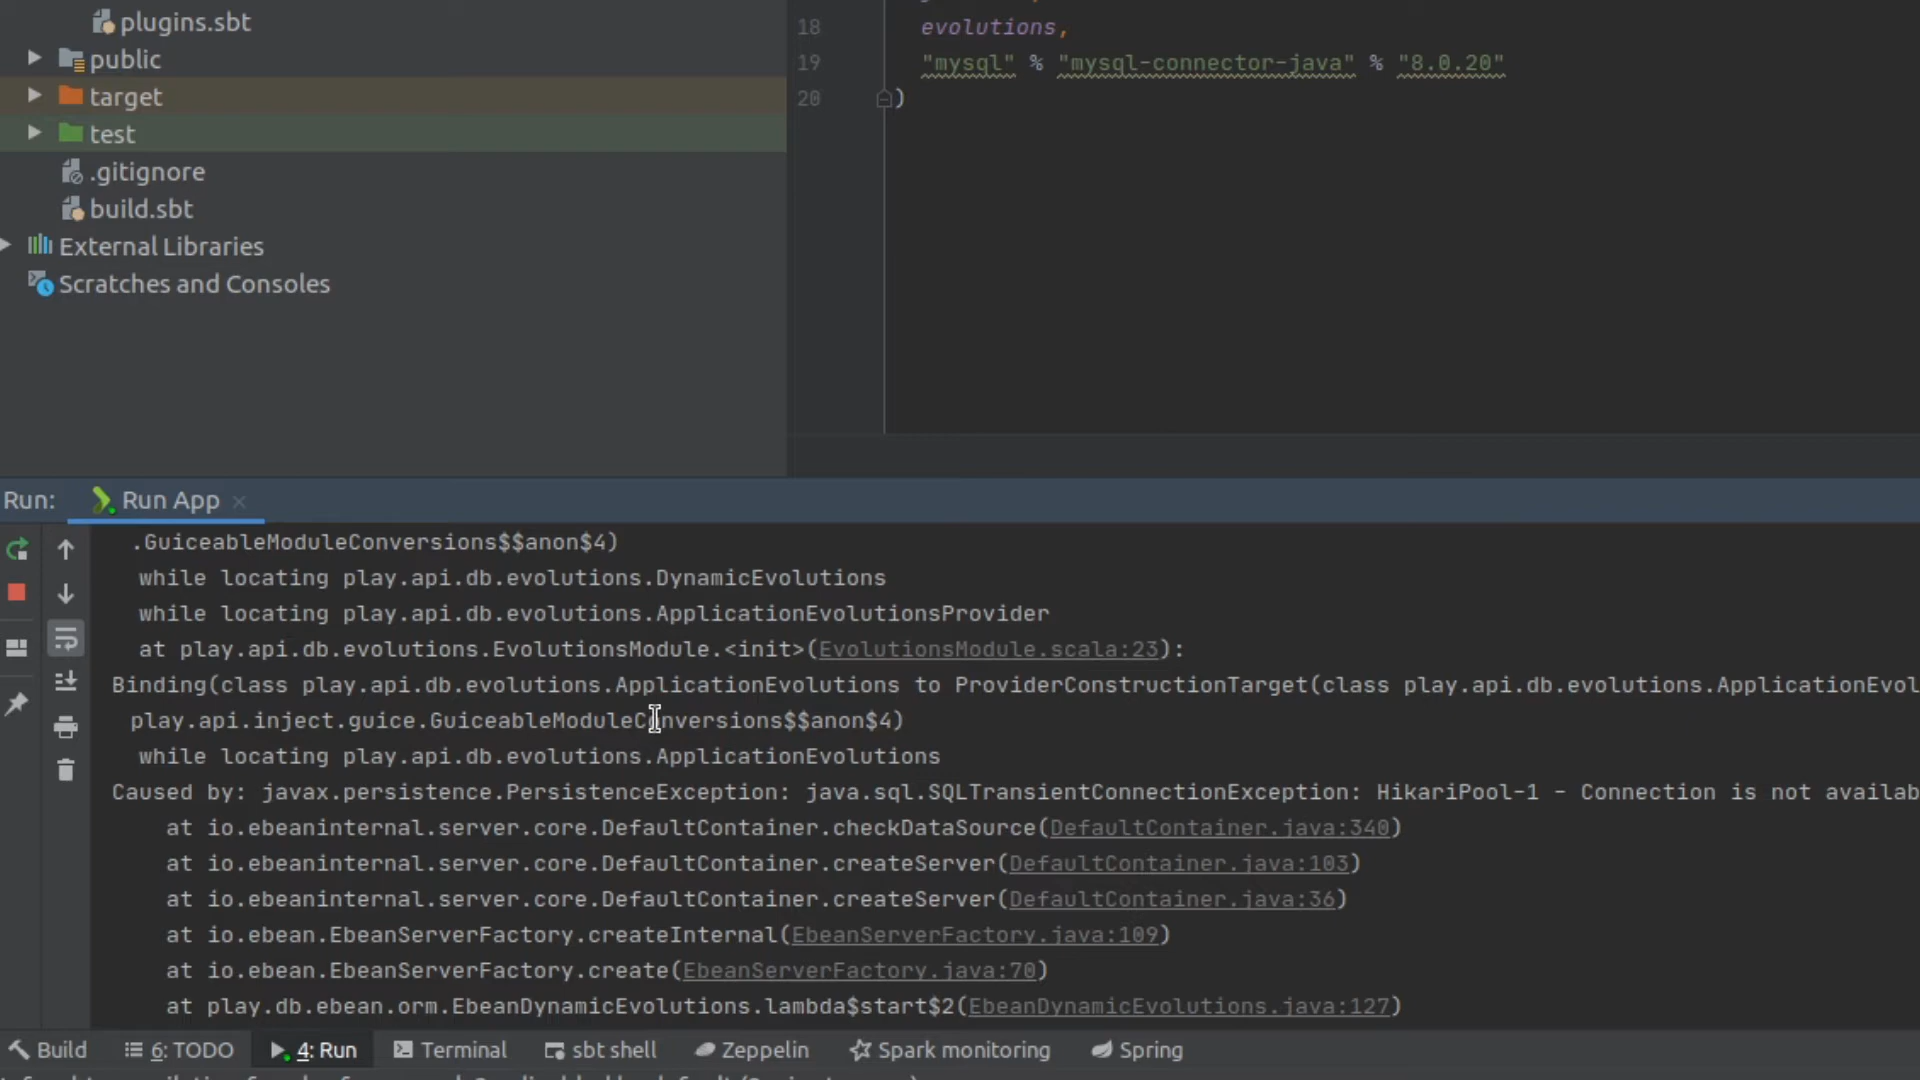 plugins.sbt
public
target
test
.gitignore
build.sbt
External Libraries
Scratches and Consoles
18 evolutions,
19 "mysql" % "mysql-connector-java" % "8.0.20"
20 )
Run: Run App
.GuiceableModuleConversions$$anon$4)
while locating play.api.db.evolutions.DynamicEvolutions
while locating play.api.db.evolutions.ApplicationEvolutionsProvider
at play.api.db.evolutions.EvolutionsModule.<init>(EvolutionsModule.scala:23):
Binding(class play.api.db.evolutions.ApplicationEvolutions to ProviderConstructionTarget(class play.api.db.evolutions.ApplicationEvol
play.api.inject.guice.GuiceableModuleConversions$$anon$4)
while locating play.api.db.evolutions.ApplicationEvolutions
Caused by: javax.persistence.PersistenceException: java.sql.SQLTransientConnectionException: HikariPool-1 - Connection is not availab
at io.ebeaninternal.server.core.DefaultContainer.checkDataSource(DefaultContainer.java:340)
at io.ebeaninternal.server.core.DefaultContainer.createServer(DefaultContainer.java:103)
at io.ebeaninternal.server.core.DefaultContainer.createServer(DefaultContainer.java:36)
at io.ebean.EbeanServerFactory.createInternal(EbeanServerFactory.java:109)
at io.ebean.EbeanServerFactory.create(EbeanServerFactory.java:70)
at play.db.ebean.orm.EbeanDynamicEvolutions.lambda$start$2(EbeanDynamicEvolutions.java:127)
Build 6: TODO 4: Run Terminal sbt shell Zeppelin Spark monitoring Spring